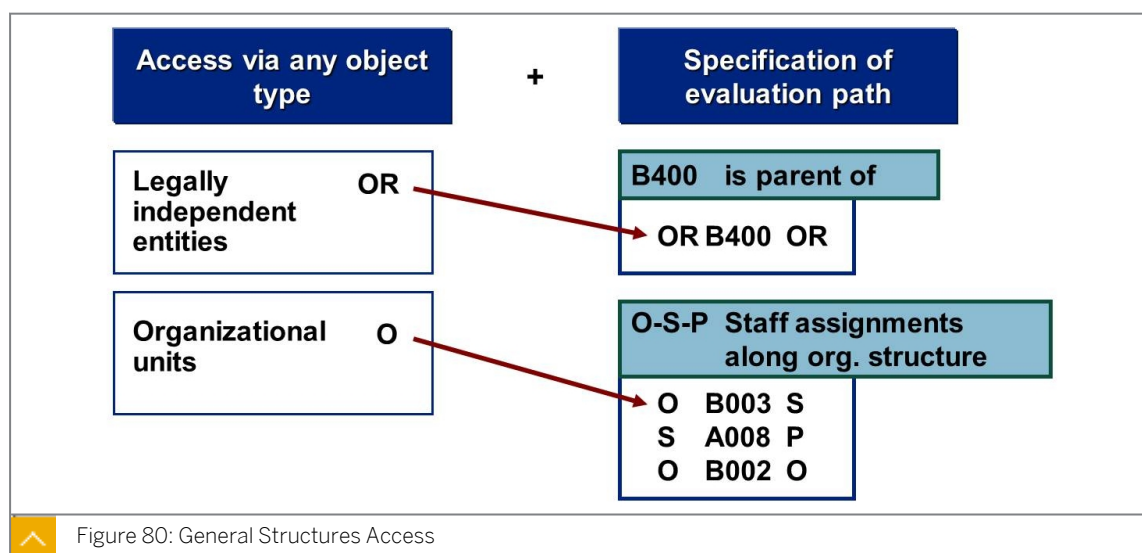 Access via any object
type
+
Specification of
evaluation path
Legally
independent
entities
OR
B400 is parent of
OR B400 OR
Organizational
units
O
O-S-P Staff assignments
along org. structure
O B003 S
S A008 P
O B002 O
Figure 80: General Structures Access